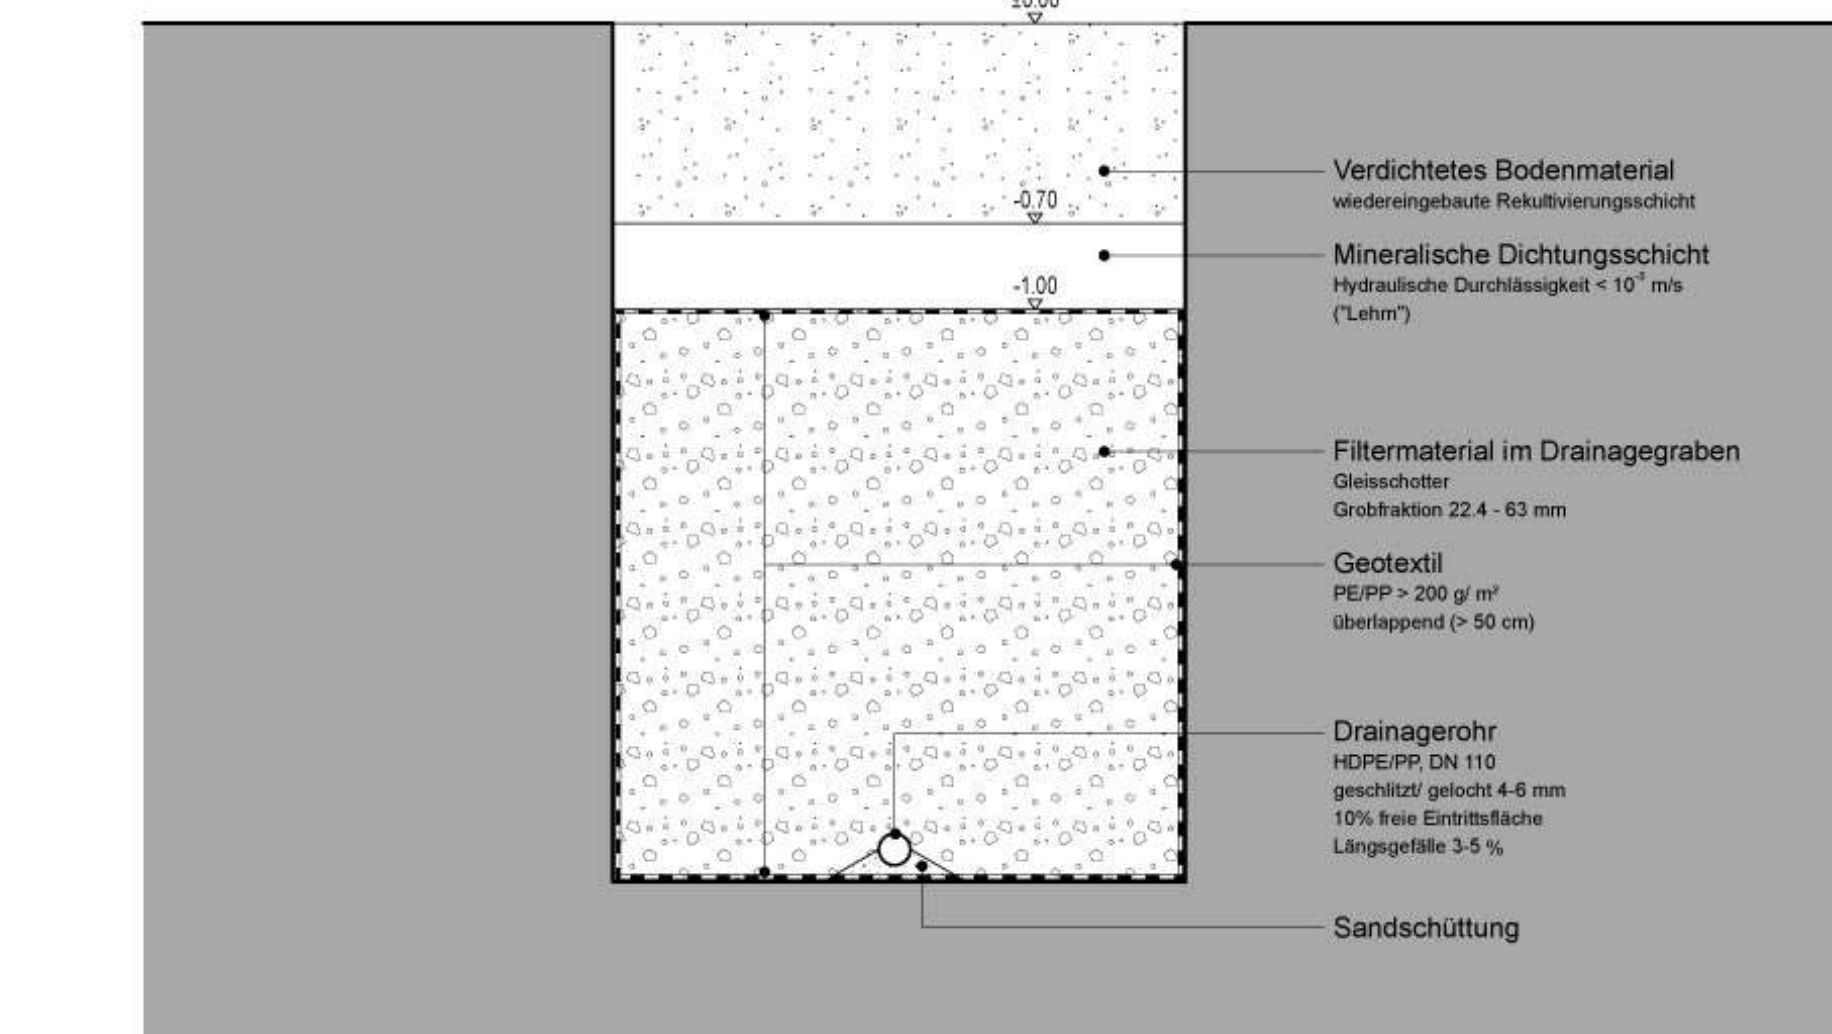 ±0.00
Verdichtetes Bodenmaterial
wiedereingebaute Rekultivierungsschicht
-0.70
Mineralische Dichtungsschicht
Hydraulische Durchlässigkeit < 10 m/s
("Lehm")
-1.00
Filtermaterial im Drainagegraben
Gleisschotter
Grobfraktion 22.4 - 63 mm
Geotextil
PE/PP > 200 g/ m²
überlappend (> 50 cm)
Drainagerohr
HDPE/PP, DN 110
geschlitzt/ gelocht 4-6 mm
10% freie Eintrittsfläche
Längsgefälle 3-5 %
Sandschüttung